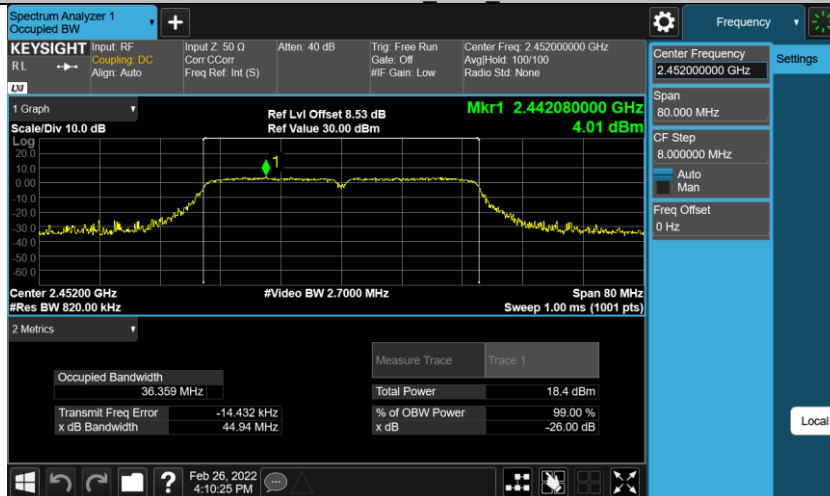 Spectrum Analyzer 1
Occupied BW
+
Frequency
KEYSIGHT
RL
LXI
Input: RF
Coupling: DC
Align: Auto
Input Z: 50 Ω
Corr CCorr
Freq Ref: Int (S)
Atten: 40 dB
Trig: Free Run
Gate: Off
#IF Gain: Low
Center Freq: 2.452000000 GHz
Avg|Hold: 100/100
Radio Std: None
Center Frequency
2.452000000 GHz
Settings
Span
80.000 MHz
CF Step
8.000000 MHz
Auto
Man
Freq Offset
0 Hz
Local
1 Graph
Scale/Div 10.0 dB
Ref Lvl Offset 8.53 dB
Ref Value 30.00 dBm
Mkr1 2.442080000 GHz
4.01 dBm
Log
20.0
10.0
0.00
-10.0
-20.0
-30.0
-40.0
-50.0
-60.0
1
Center 2.45200 GHz
#Video BW 2.7000 MHz
Span 80 MHz
#Res BW 820.00 kHz
Sweep 1.00 ms (1001 pts)
2 Metrics
Measure Trace Trace 1
Occupied Bandwidth
36.359 MHz
Total Power 18.4 dBm
Transmit Freq Error -14.432 kHz
% of OBW Power 99.00 %
x dB Bandwidth 44.94 MHz
x dB -26.00 dB
?
Feb 26, 2022
4:10:25 PM